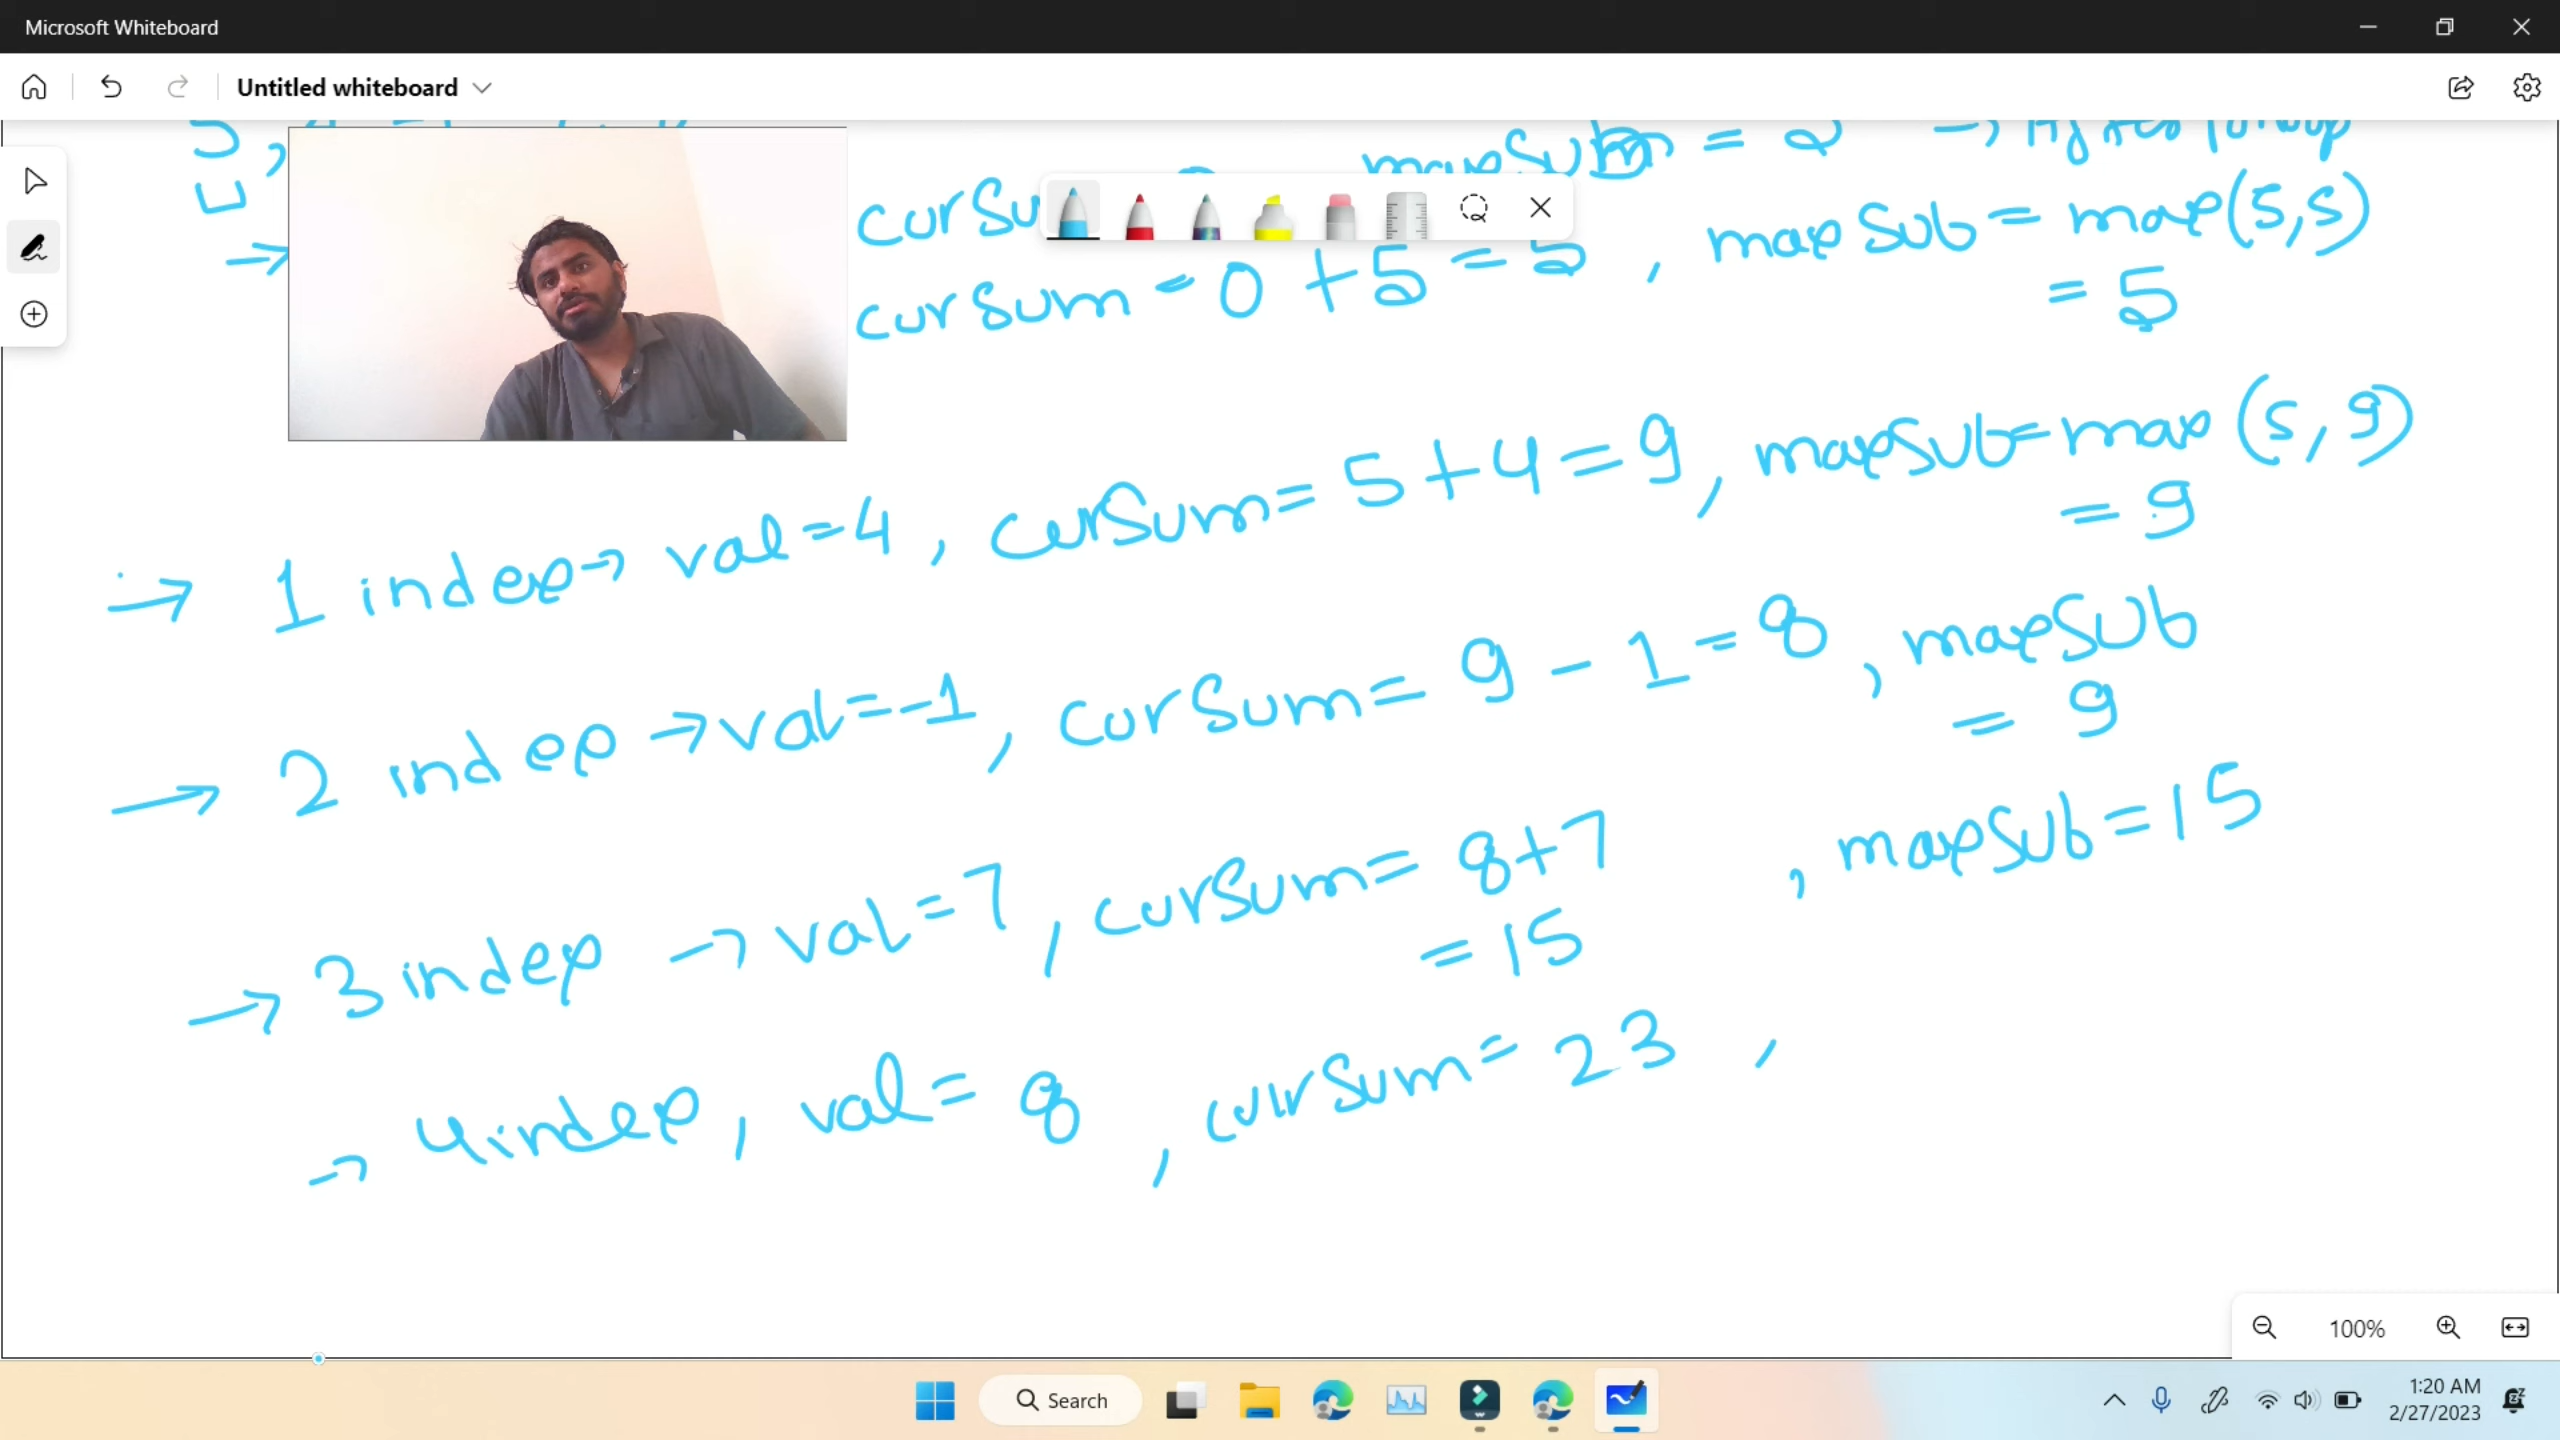 Microsoft Whiteboard
Untitled whiteboard
maxSub = 5
curSu
maxSub = max(5,5)
curSum = 0 + 5 = 5 ,
= 5
→ 1 index → val = 4 , curSum = 5 + 4 = 9 , maxSub = max (5, 9)
= 9
→ 2 index → val = -1 , curSum = 9 - 1 = 8 , maxSub
= 9
→ 3 index → val = 7 , curSum = 8+7 , maxSub = 15
= 15
→ 4 index , val = 8 , curSum = 23 ,
100%
Search
1:20 AM
2/27/2023